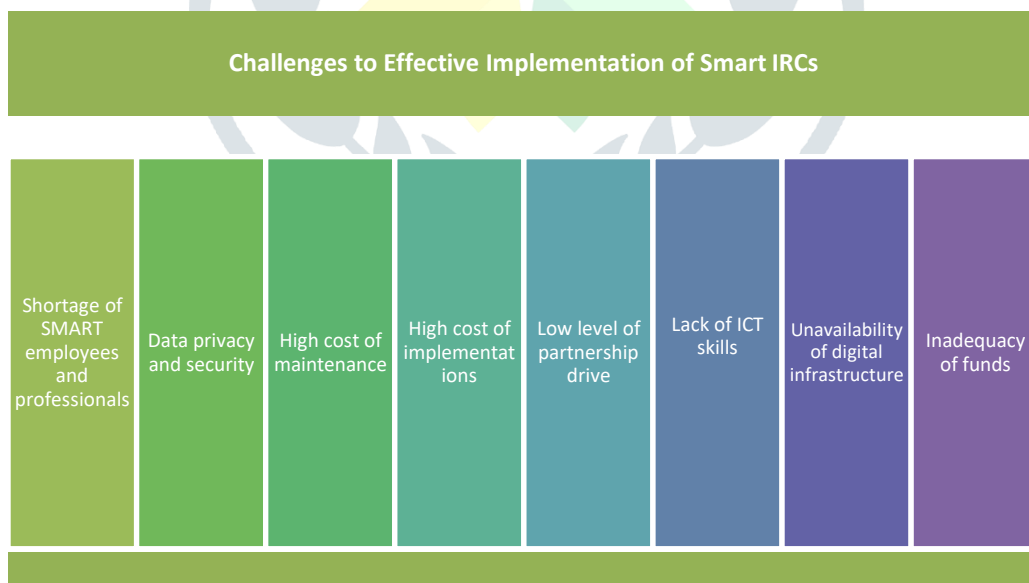 Challenges to Effective Implementation of Smart IRCs
Shortage of
SMART
employees
and
professionals
Data privacy
and security
High cost of
maintenance
High cost of
implementat
ions
Low level of
partnership
drive
Lack of ICT
skills
Unavailability
of digital
infrastructure
Inadequacy
of funds